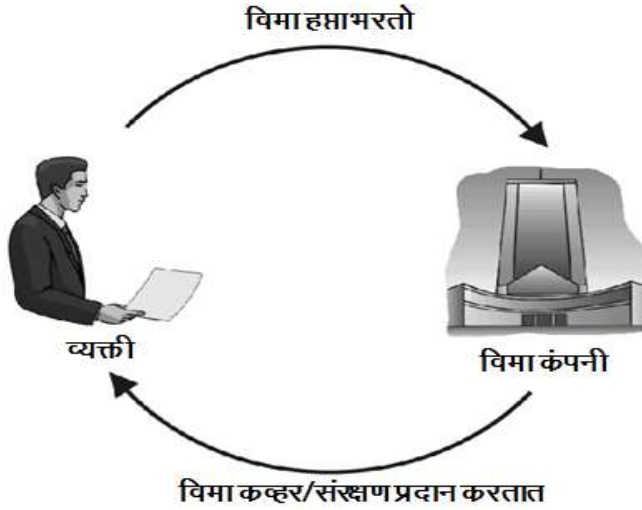 विमा हप्ता भरतो
व्यक्ती
विमा कंपनी
विमा कव्हर/संरक्षण प्रदान करतात